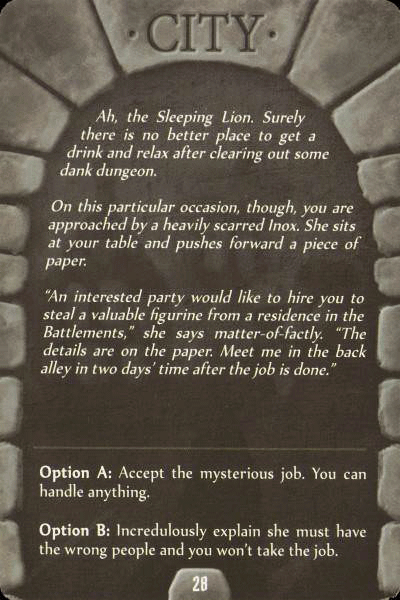 · CITY ·
Ah, the Sleeping Lion. Surely
there is no better place to get a
drink and relax after clearing out some
dank dungeon.
On this particular occasion, though, you are
approached by a heavily scarred Inox. She sits
at your table and pushes forward a piece of
paper.
“An interested party would like to hire you to
steal a valuable figurine from a residence in the
Battlements,” she says matter-of-factly. “The
details are on the paper. Meet me in the back
alley in two days’ time after the job is done.”
Option A: Accept the mysterious job. You can
handle anything.
Option B: Incredulously explain she must have
the wrong people and you won’t take the job.
28